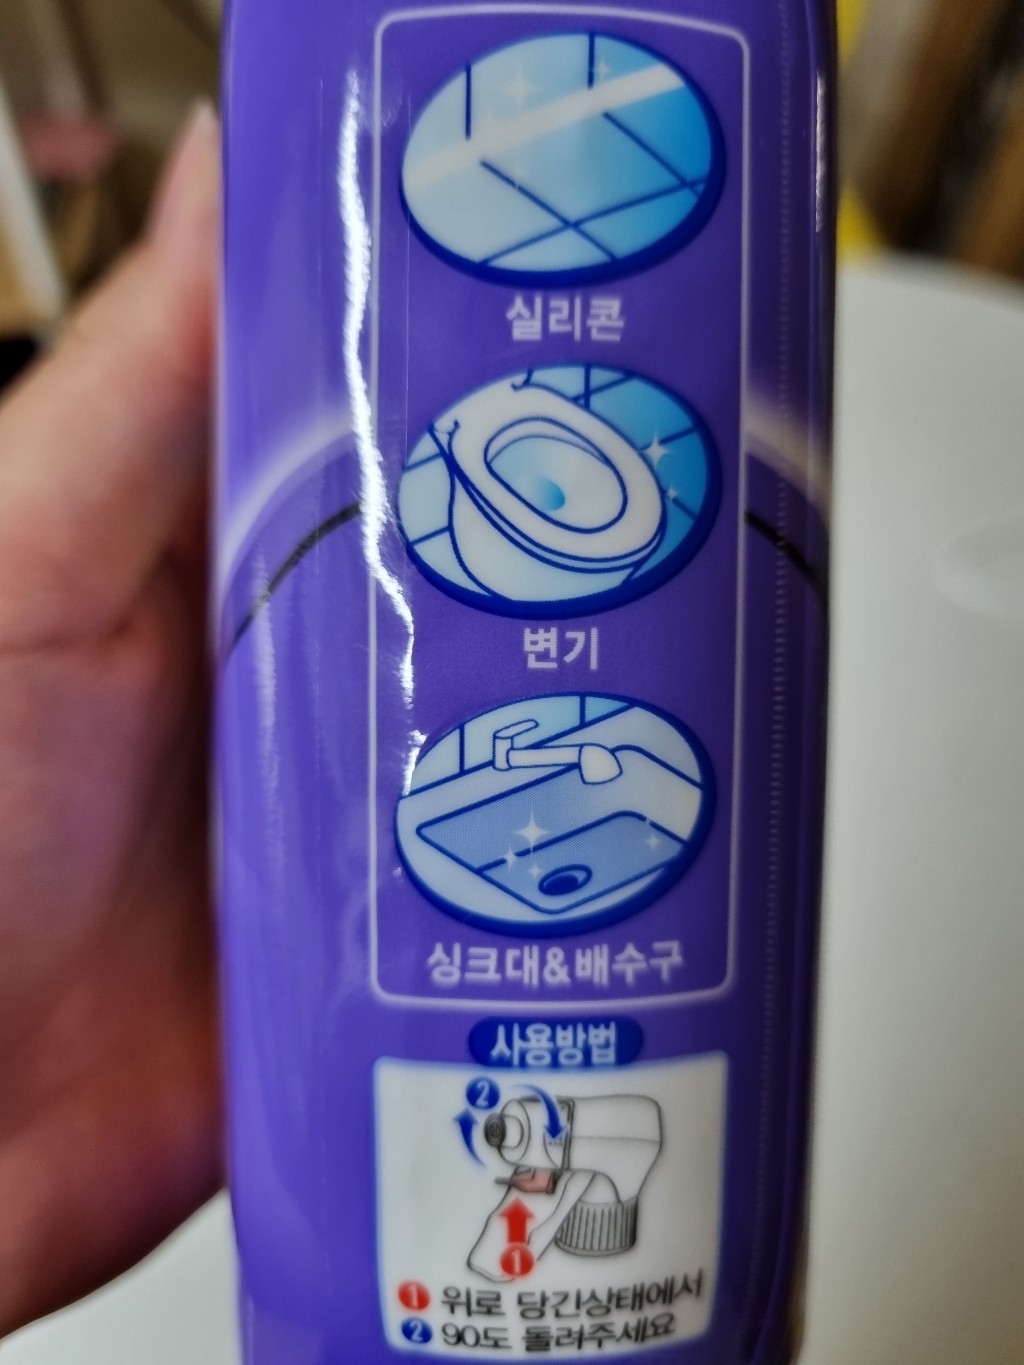 실리콘
변기
싱크대&배수구
사용방법
2
1
1 위로 당긴상태에서
2 90도 돌려주세요